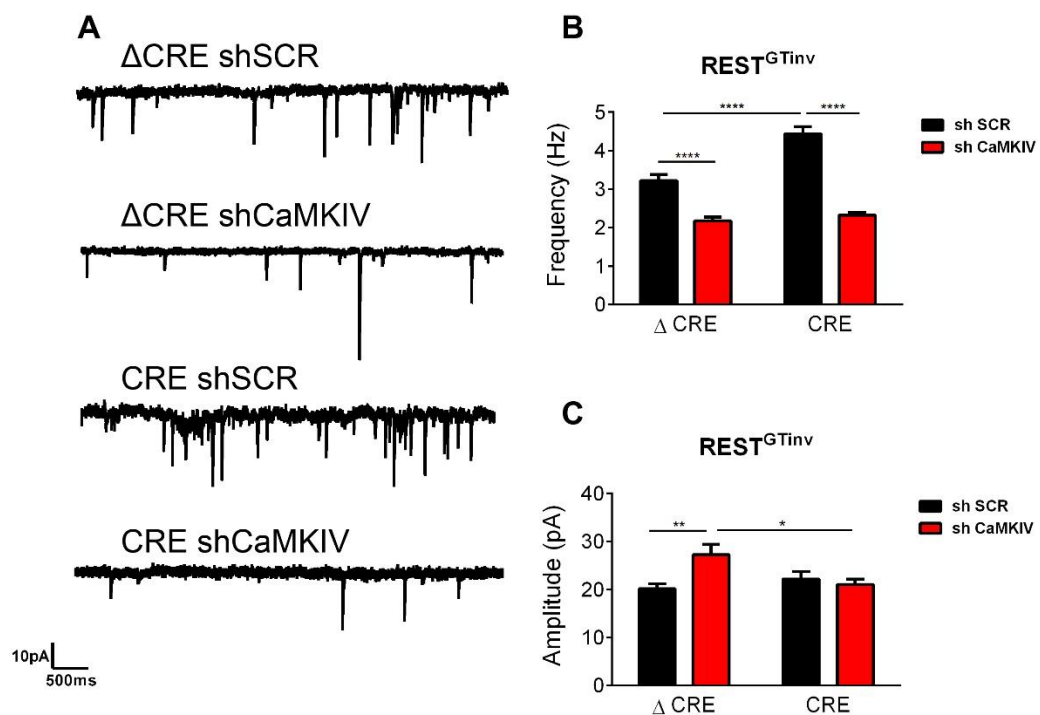 A
ΔCRE shSCR
ΔCRE shCaMKIV
CRE shSCR
CRE shCaMKIV
10pA
500ms
B
REST^GTinv
Frequency (Hz)
5
4
3
2
1
0
****
****
****
Δ CRE
CRE
sh SCR
sh CaMKIV
C
REST^GTinv
Amplitude (pA)
40
30
20
10
0
**
*
Δ CRE
CRE
sh SCR
sh CaMKIV